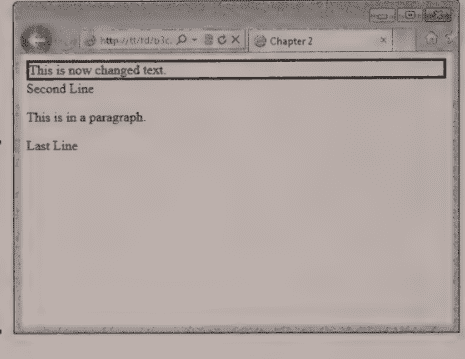 Chapter 2
This is now changed text.
Second Line
This is in a paragraph.
Last Line